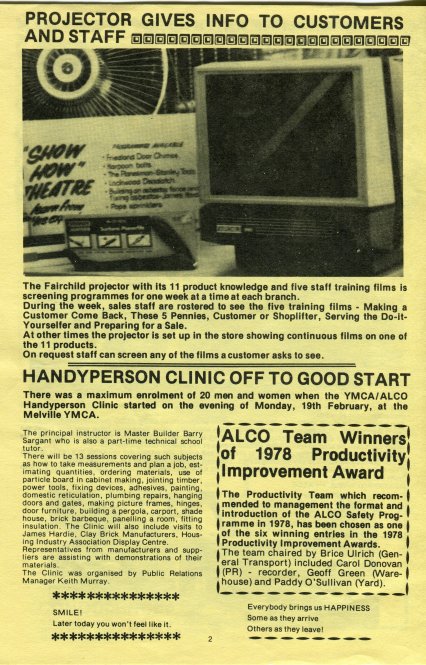 PROJECTOR GIVES INFO TO CUSTOMERS
AND STAFF
"SHOW
HOW"
THEATRE
PROGRAMMES AVAILABLE
Friedland Door Chimes
Harpoon bolts
Pope sprinklers
The Fairchild projector with its 11 product knowledge and five staff training films is
screening programmes for one week at a time at each branch.
During the week, sales staff are rostered to see the five training films - Making a
Customer Come Back, These 5 Pennies, Customer or Shoplifter, Serving the Do-It-
Yourselfer and Preparing for a Sale.
At other times the projector is set up in the store showing continuous films on one of
the 11 products.
On request staff can screen any of the films a customer asks to see.
HANDYPERSON CLINIC OFF TO GOOD START
There was a maximum enrolment of 20 men and women when the YMCA/ALCO
Handyperson Clinic started on the evening of Monday, 19th February, at the
Melville YMCA.
The principal instructor is Master Builder Barry
Sargant who is also a part-time technical school
tutor.
There will be 13 sessions covering such subjects
as how to take measurements and plan a job, est-
imating quantities, ordering materials, use of
particle board in cabinet making, jointing timber,
power tools, fixing devices, adhesives, painting,
domestic reticulation, plumbing repairs, hanging
doors and gates, making picture frames, hinges,
door furniture, building a pergola, carport, shade
house, brick barbeque, panelling a room, fitting
insulation. The Clinic will also include visits to
James Hardie, Clay Brick Manufacturers, Hous-
ing Industry Association Display Centre.
Representatives from manufacturers and supp-
liers are assisting with demonstrations of their
materials.
The Clinic was organised by Public Relations
Manager Keith Murray.
***************
SMILE!
Later today you won't feel like it.
***************
ALCO Team Winners
of 1978 Productivity
Improvement Award
The Productivity Team which recom-
mended to management the format and
introduction of the ALCO Safety Prog-
ramme in 1978, has been chosen as one
of the six winning entries in the 1978
Productivity Improvement Awards.
The team chaired by Brice Ulrich (Gen-
eral Transport) included Carol Donovan
(PR) - recorder, Geoff Green (Ware-
house) and Paddy O'Sullivan (Yard).
Everybody brings us HAPPINESS
Some as they arrive
Others as they leave!
2